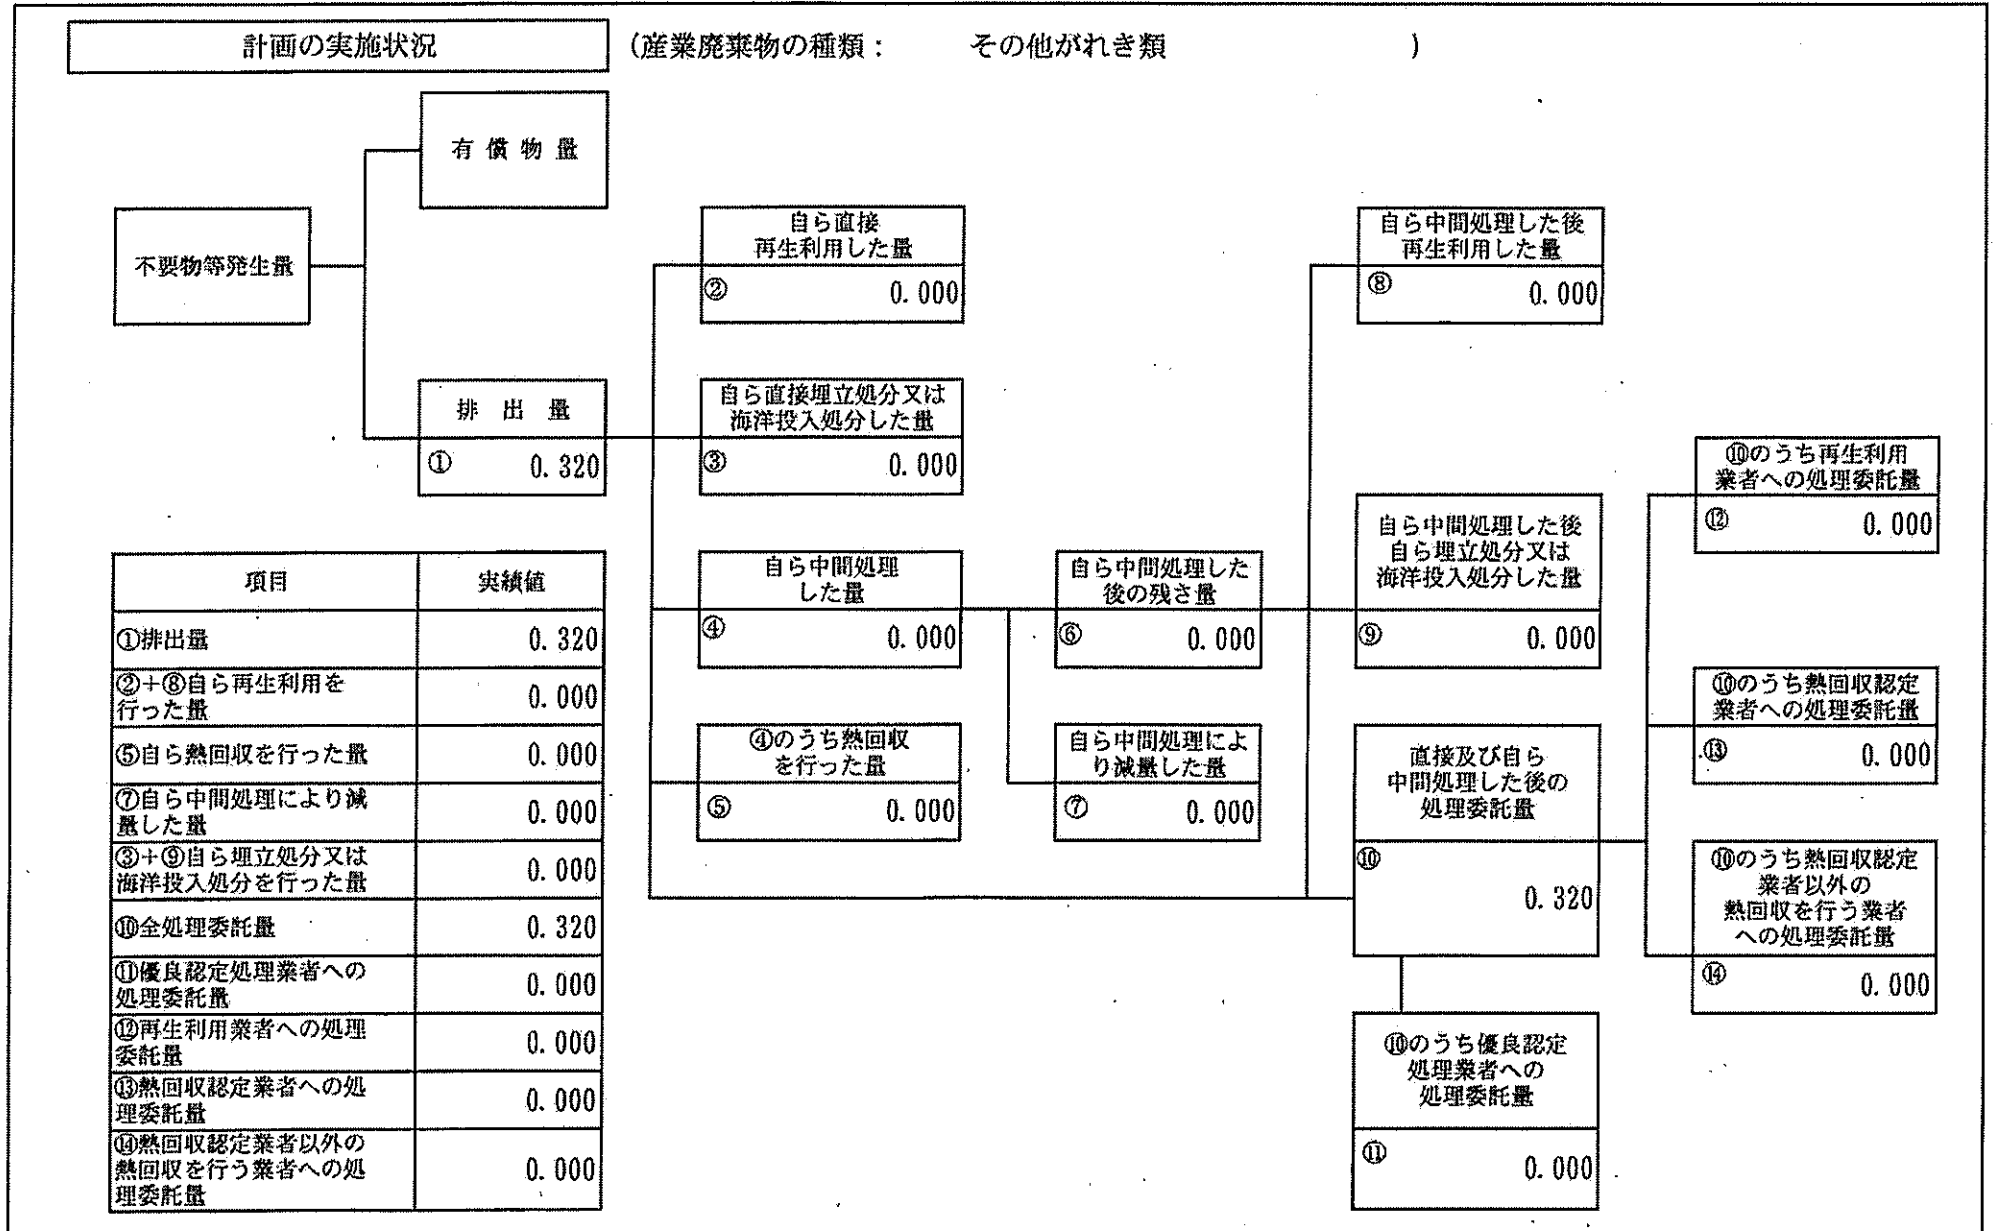 計画の実施状況
(産業廃棄物の種類： その他がれき類 )
有償物量
不要物等発生量
自ら直接
再生利用した量
② 0.000
自ら中間処理した後
再生利用した量
⑧ 0.000
排出量
① 0.320
自ら直接埋立処分又は
海洋投入処分した量
③ 0.000
⑩のうち再生利用
業者への処理委託量
⑫ 0.000
自ら中間処理した後
自ら埋立処分又は
海洋投入処分した量
⑨ 0.000
自ら中間処理
した量
④ 0.000
自ら中間処理した
後の残さ量
⑥ 0.000
⑩のうち熱回収認定
業者への処理委託量
⑬ 0.000
④のうち熱回収
を行った量
⑤ 0.000
自ら中間処理によ
り減量した量
⑦ 0.000
直接及び自ら
中間処理した後の
処理委託量
⑩
0.320
⑩のうち熱回収認定
業者以外の
熱回収を行う業者
への処理委託量
⑭ 0.000
⑩のうち優良認定
処理業者への
処理委託量
⑪ 0.000
項目 実績値
①排出量 0.320
②+⑧自ら再生利用を
行った量 0.000
⑤自ら熱回収を行った量 0.000
⑦自ら中間処理により減
量した量 0.000
③+⑨自ら埋立処分又は
海洋投入処分を行った量 0.000
⑩全処理委託量 0.320
⑪優良認定処理業者への
処理委託量 0.000
⑫再生利用業者への処理
委託量 0.000
⑬熱回収認定業者への処
理委託量 0.000
⑭熱回収認定業者以外の
熱回収を行う業者への処
理委託量 0.000